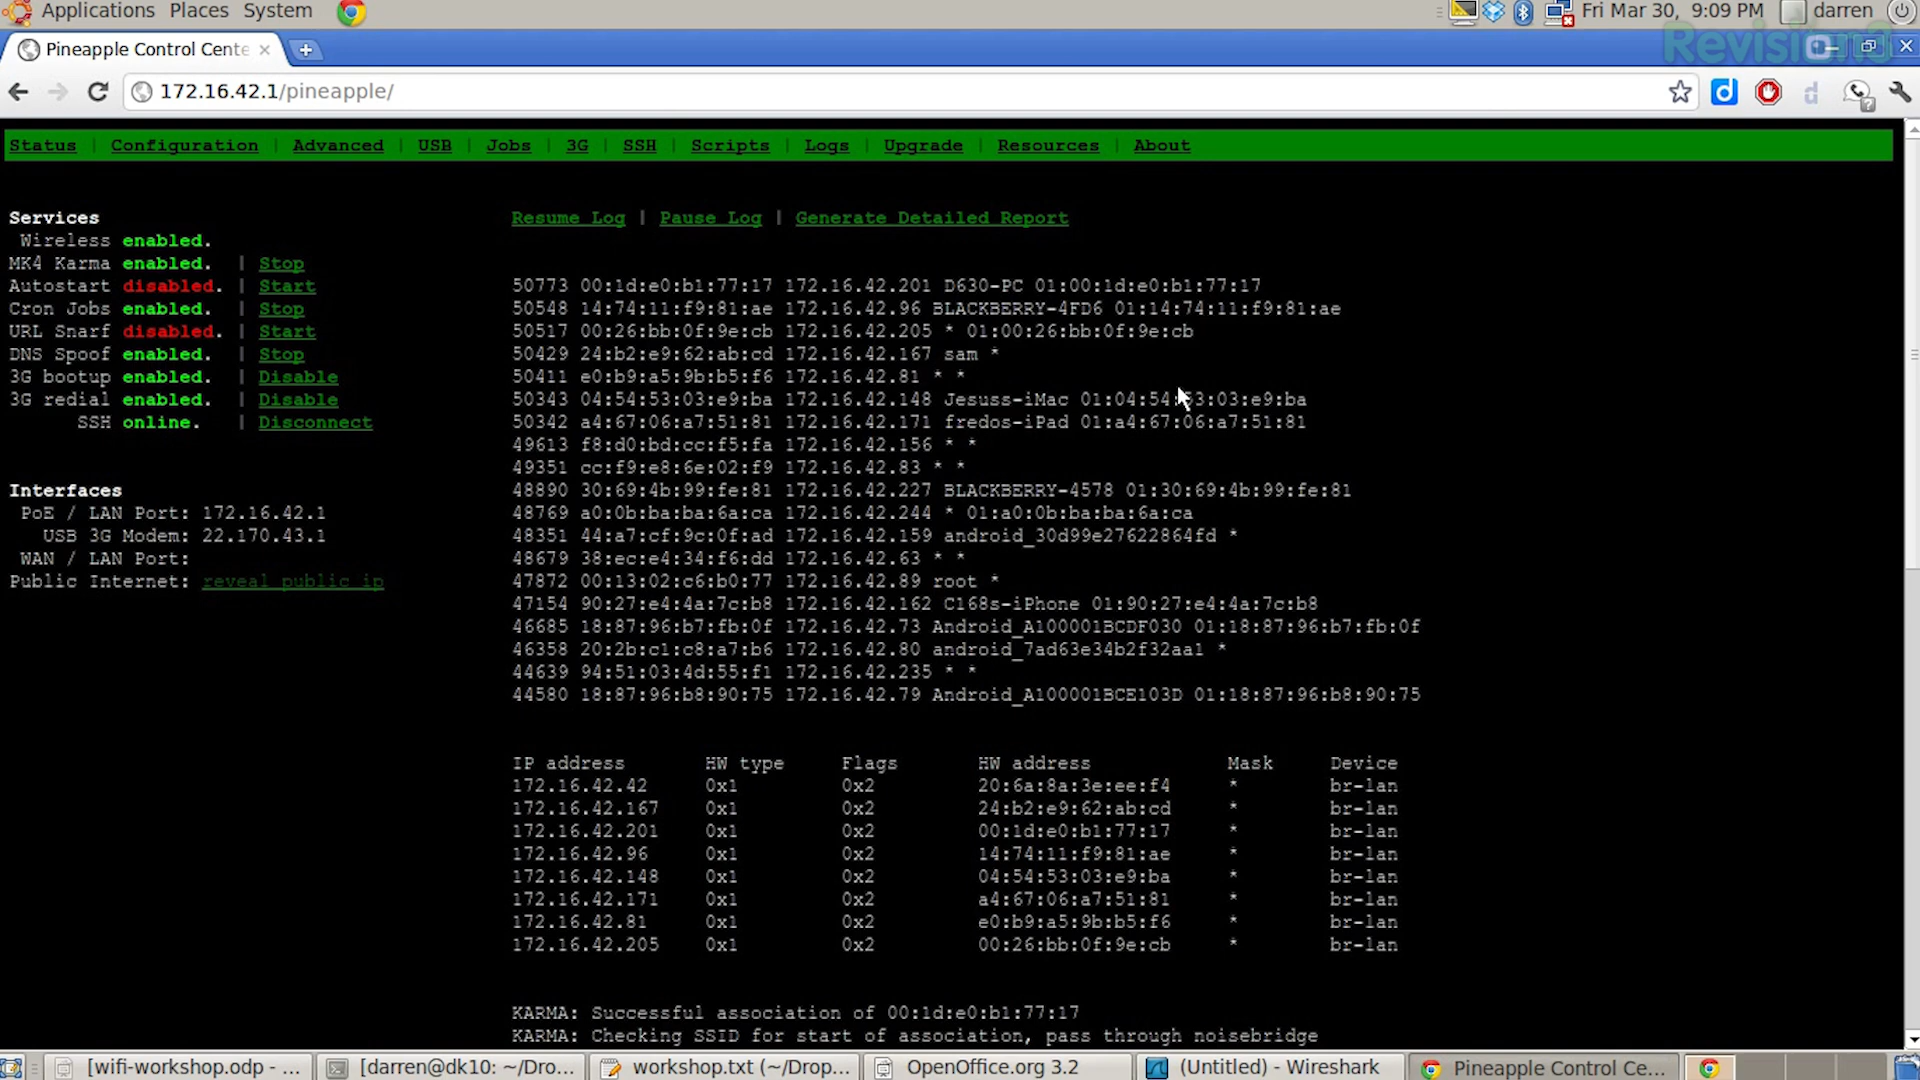 Applications Places System
Fri Mar 30, 9:09 PM darren
Revision3
Pineapple Control Cente
172.16.42.1/pineapple/
Status | Configuration | Advanced | USB | Jobs | 3G | SSH | Scripts | Logs | Upgrade | Resources | About
Services
Wireless enabled.
MK4 Karma enabled. | Stop
Autostart disabled. | Start
Cron Jobs enabled. | Stop
URL Snarf disabled. | Start
DNS Spoof enabled. | Stop
3G bootup enabled. | Disable
3G redial enabled. | Disable
SSH online. | Disconnect
Interfaces
PoE / LAN Port: 172.16.42.1
USB 3G Modem: 22.170.43.1
WAN / LAN Port:
Public Internet: reveal public ip
Resume Log | Pause Log | Generate Detailed Report
50773 00:1d:e0:b1:77:17 172.16.42.201 D630-PC 01:00:1d:e0:b1:77:17
50548 14:74:11:f9:81:ae 172.16.42.96 BLACKBERRY-4FD6 01:14:74:11:f9:81:ae
50517 00:26:bb:0f:9e:cb 172.16.42.205 * 01:00:26:bb:0f:9e:cb
50429 24:b2:e9:62:ab:cd 172.16.42.167 sam *
50411 e0:b9:a5:9b:b5:f6 172.16.42.81 * *
50343 04:54:53:03:e9:ba 172.16.42.148 Jesuss-iMac 01:04:54:53:03:e9:ba
50342 a4:67:06:a7:51:81 172.16.42.171 fredos-iPad 01:a4:67:06:a7:51:81
49613 f8:d0:bd:cc:f5:fa 172.16.42.156 * *
49351 cc:f9:e8:6e:02:f9 172.16.42.83 * *
48890 30:69:4b:99:fe:81 172.16.42.227 BLACKBERRY-4578 01:30:69:4b:99:fe:81
48769 a0:0b:ba:ba:6a:ca 172.16.42.244 * 01:a0:0b:ba:ba:6a:ca
48351 44:a7:cf:9c:0f:ad 172.16.42.159 android_30d99e27622864fd *
48679 38:ec:e4:34:f6:dd 172.16.42.63 * *
47872 00:13:02:c6:b0:77 172.16.42.89 root *
47154 90:27:e4:4a:7c:b8 172.16.42.162 C168s-iPhone 01:90:27:e4:4a:7c:b8
46685 18:87:96:b7:fb:0f 172.16.42.73 Android_A100001BCDF030 01:18:87:96:b7:fb:0f
46358 20:2b:c1:c8:a7:b6 172.16.42.80 android_7ad63e34b2f32aa1 *
44639 94:51:03:4d:55:f1 172.16.42.235 * *
44580 18:87:96:b8:90:75 172.16.42.79 Android_A100001BCE103D 01:18:87:96:b8:90:75
IP address HW type Flags HW address Mask Device
172.16.42.42 0x1 0x2 20:6a:8a:3e:ee:f4 * br-lan
172.16.42.167 0x1 0x2 24:b2:e9:62:ab:cd * br-lan
172.16.42.201 0x1 0x2 00:1d:e0:b1:77:17 * br-lan
172.16.42.96 0x1 0x2 14:74:11:f9:81:ae * br-lan
172.16.42.148 0x1 0x2 04:54:53:03:e9:ba * br-lan
172.16.42.171 0x1 0x2 a4:67:06:a7:51:81 * br-lan
172.16.42.81 0x1 0x2 e0:b9:a5:9b:b5:f6 * br-lan
172.16.42.205 0x1 0x2 00:26:bb:0f:9e:cb * br-lan
KARMA: Successful association of 00:1d:e0:b1:77:17
KARMA: Checking SSID for start of association, pass through noisebridge
[wifi-workshop.odp - ... [darren@dk10: ~/Dro... workshop.txt (~/Drop... OpenOffice.org 3.2 (Untitled) - Wireshark Pineapple Control Ce...